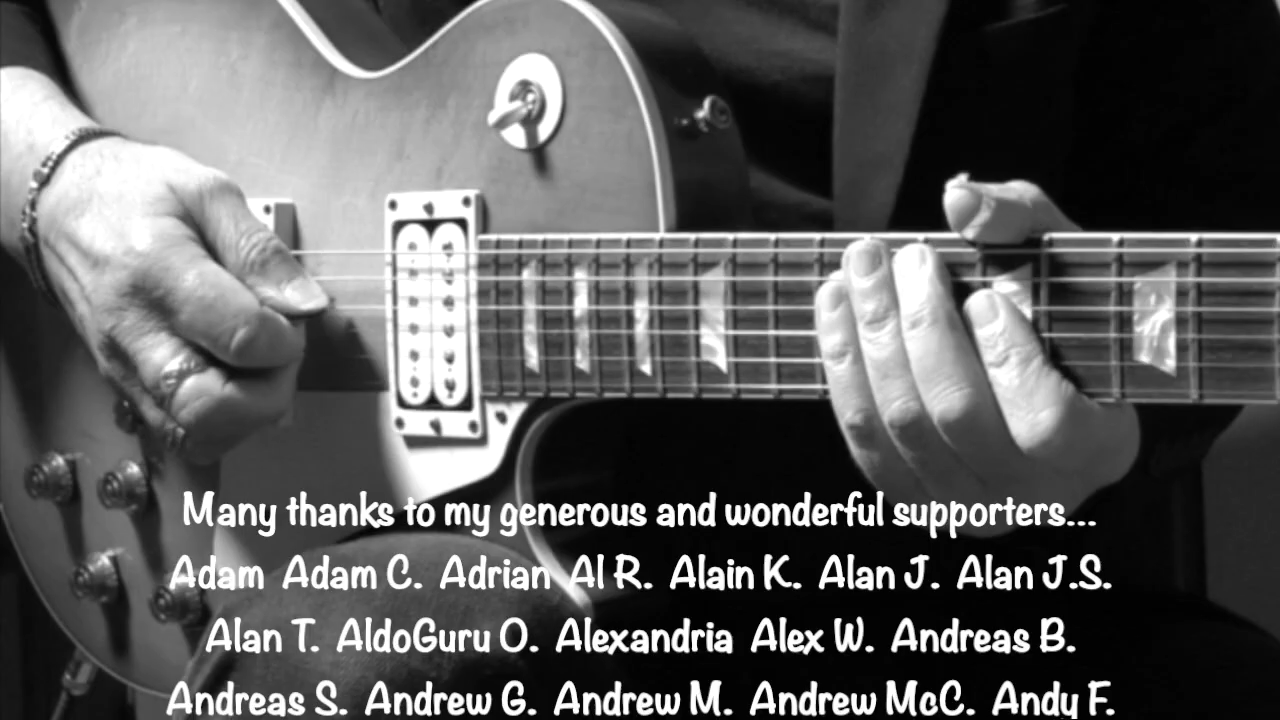 Many thanks to my generous and wonderful supporters...
Adam Adam C. Adrian Al R. Alain K. Alan J. Alan J.S.
Alan T. AldoGuru O. Alexandria Alex W. Andreas B.
Andreas S. Andrew G. Andrew M. Andrew McC. Andy F.